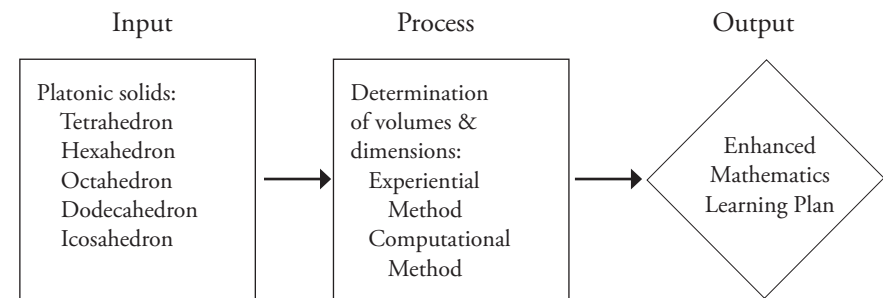 Input
Process
Output
Platonic solids:
Tetrahedron
Hexahedron
Octahedron
Dodecahedron
Icosahedron
Determination
of volumes &
dimensions:
Experiential
Method
Computational
Method
Enhanced
Mathematics
Learning Plan